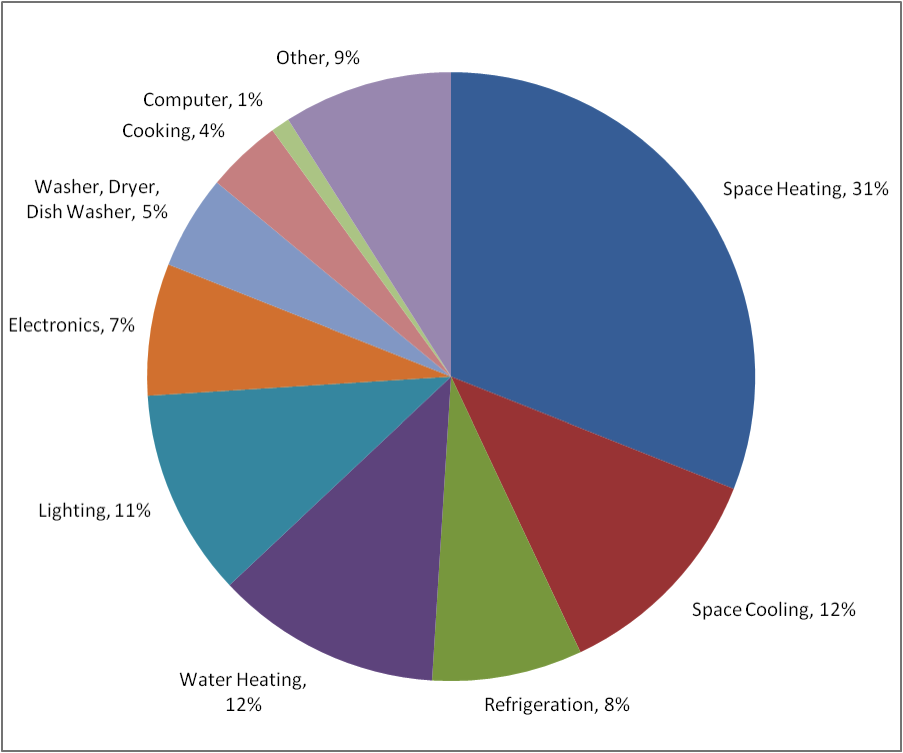 Other, 9%
Computer, 1%
Cooking, 4%
Washer, Dryer,
Dish Washer, 5%
Space Heating, 31%
Electronics, 7%
Lighting, 11%
Space Cooling, 12%
Water Heating,
12%
Refrigeration, 8%